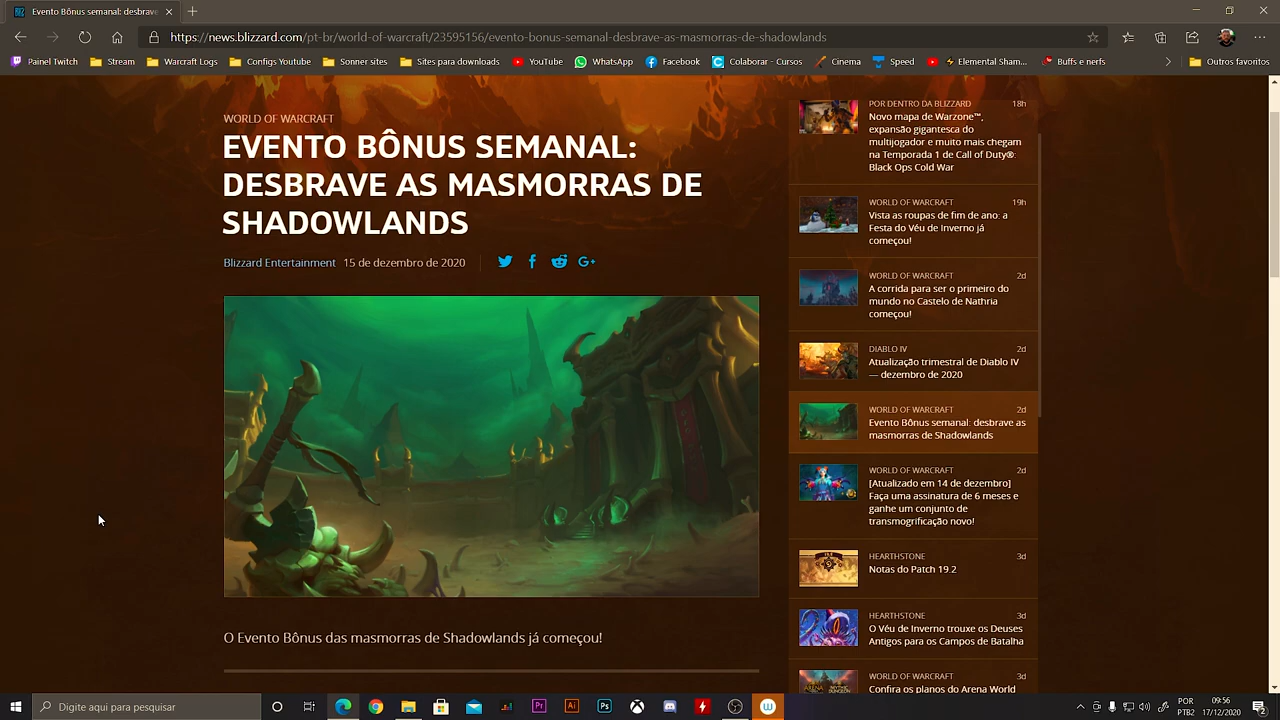 Evento Bônus semanal: desbrave
https://news.blizzard.com/pt-br/world-of-warcraft/23595156/evento-bonus-semanal-desbrave-as-masmorras-de-shadowlands
Painel Twitch
Stream
Warcraft Logs
Configs Youtube
Sonner sites
Sites para downloads
YouTube
WhatsApp
Facebook
Colaborar - Cursos
Cinema
Speed
Elemental Sham...
Buffs e nerfs
Outros favoritos
WORLD OF WARCRAFT
EVENTO BÔNUS SEMANAL:
DESBRAVE AS MASMORRAS DE
SHADOWLANDS
Blizzard Entertainment 15 de dezembro de 2020
G+
O Evento Bônus das masmorras de Shadowlands já começou!
POR DENTRO DA BLIZZARD 18h
Novo mapa de Warzone™,
expansão gigantesca do
multijogador e muito mais chegam
na Temporada 1 de Call of Duty®:
Black Ops Cold War
WORLD OF WARCRAFT 19h
Vista as roupas de fim de ano: a
Festa do Véu de Inverno já
começou!
WORLD OF WARCRAFT 2d
A corrida para ser o primeiro do
mundo no Castelo de Nathria
começou!
DIABLO IV 2d
Atualização trimestral de Diablo IV
— dezembro de 2020
WORLD OF WARCRAFT 2d
Evento Bônus semanal: desbrave as
masmorras de Shadowlands
WORLD OF WARCRAFT 2d
[Atualizado em 14 de dezembro]
Faça uma assinatura de 6 meses e
ganhe um conjunto de
transmogrificação novo!
HEARTHSTONE 3d
Notas do Patch 19.2
HEARTHSTONE 3d
O Véu de Inverno trouxe os Deuses
Antigos para os Campos de Batalha
WORLD OF WARCRAFT 3d
Confira os planos do Arena World
Digite aqui para pesquisar
Pr
Ai
Ps
POR
PTB2
09:56
17/12/2020